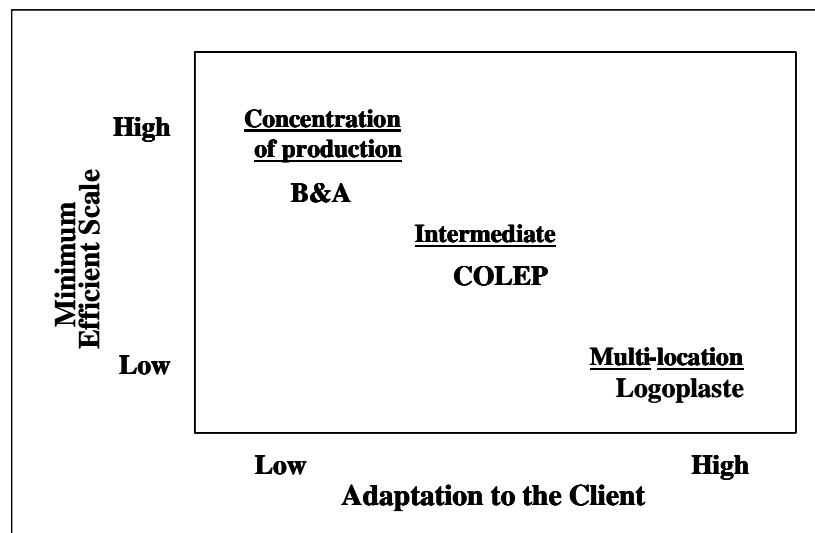 High
Concentration
of production
B&A
Minimum
Efficient Scale
Intermediate
COLEP
Low
Multi-location
Logoplaste
Low
High
Adaptation to the Client